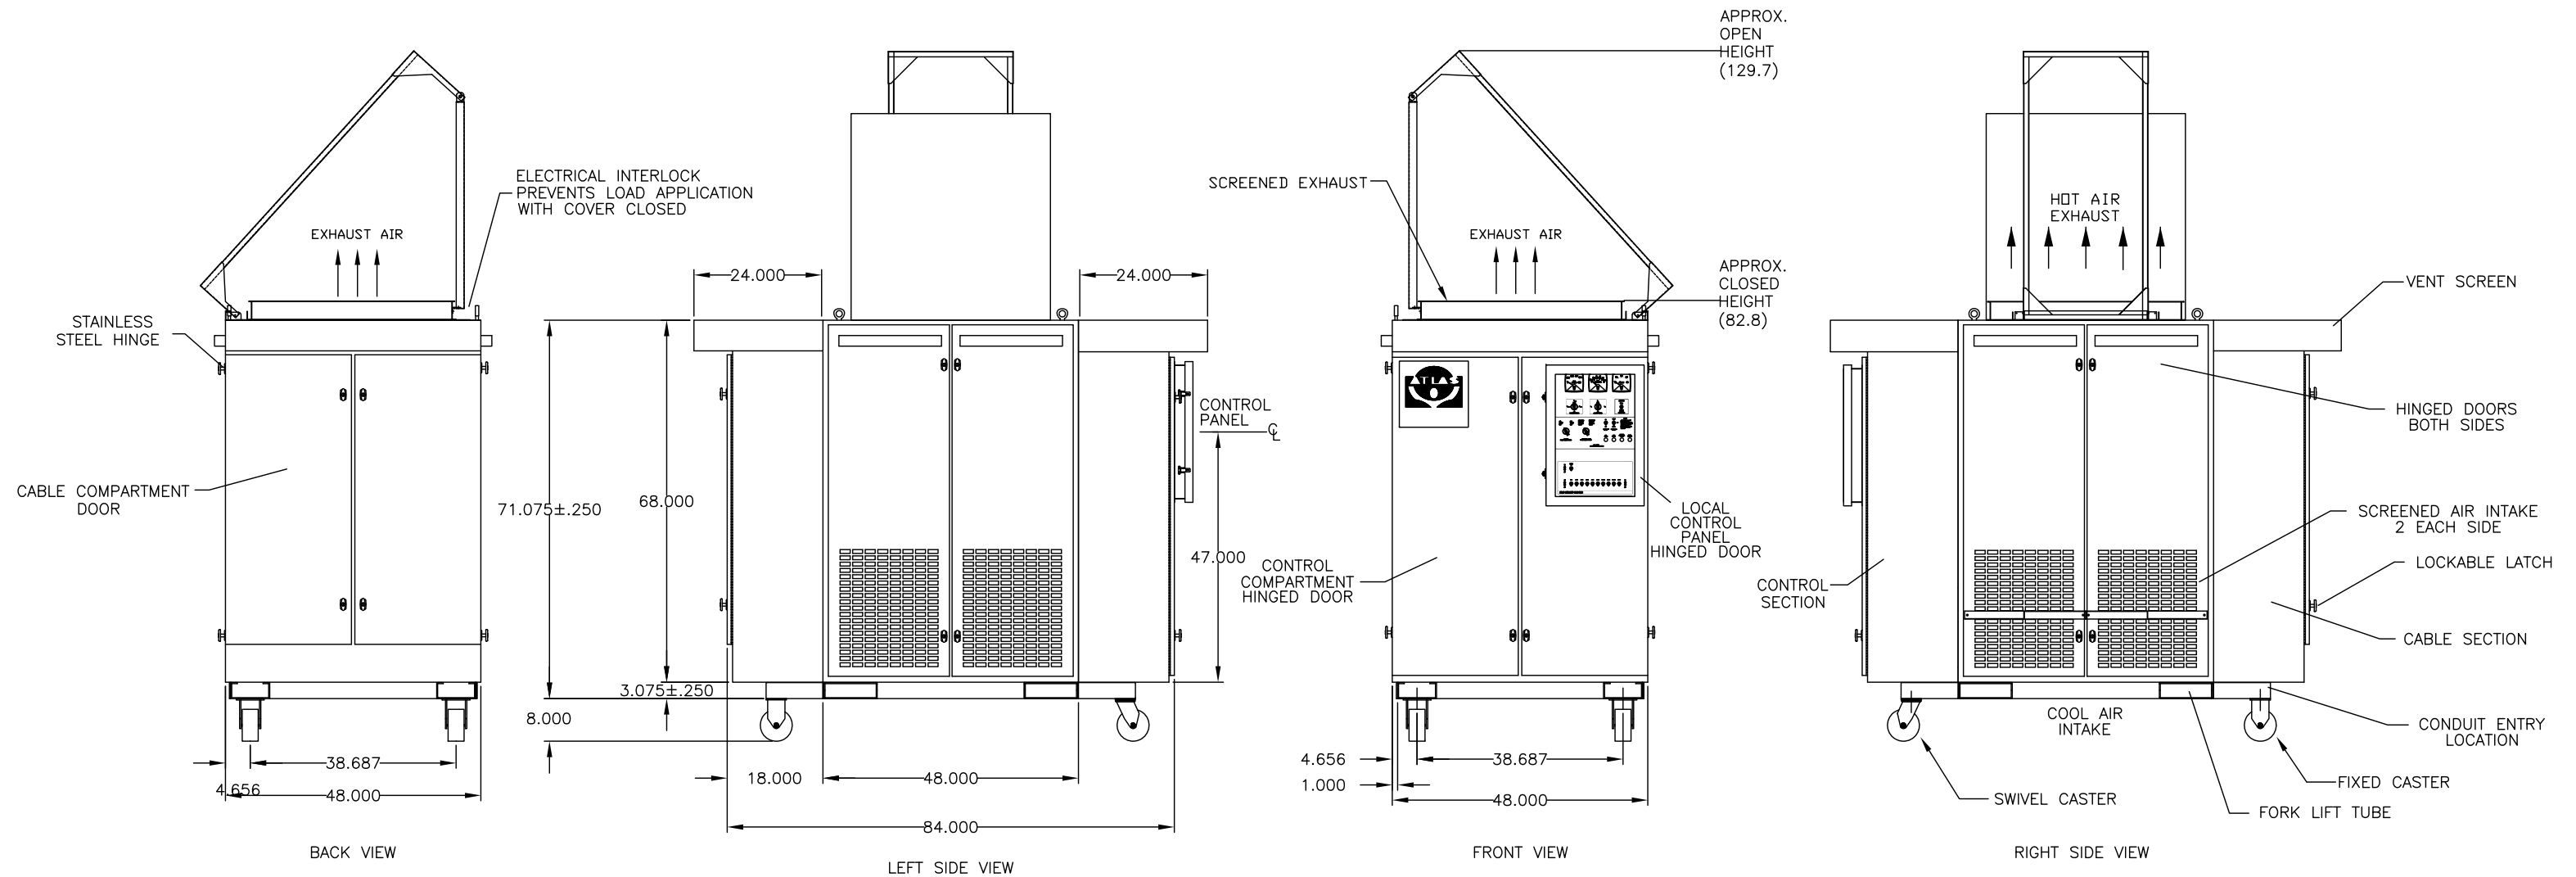 ELECTRICAL INTERLOCK
PREVENTS LOAD APPLICATION
WITH COVER CLOSED
EXHAUST AIR
STAINLESS
STEEL HINGE
CABLE COMPARTMENT
DOOR
38.687
4.656
48.000
BACK VIEW
24.000
24.000
71.075±.250
68.000
3.075±.250
8.000
CONTROL
PANEL
℄
47.000
18.000
48.000
84.000
LEFT SIDE VIEW
APPROX.
OPEN
HEIGHT
(129.7)
SCREENED EXHAUST
EXHAUST AIR
APPROX.
CLOSED
HEIGHT
(82.8)
ATLAS
LOCAL
CONTROL
PANEL
HINGED DOOR
CONTROL
COMPARTMENT
HINGED DOOR
4.656
38.687
1.000
48.000
FRONT VIEW
HOT AIR
EXHAUST
VENT SCREEN
HINGED DOORS
BOTH SIDES
SCREENED AIR INTAKE
2 EACH SIDE
LOCKABLE LATCH
CONTROL
SECTION
CABLE SECTION
COOL AIR
INTAKE
CONDUIT ENTRY
LOCATION
FIXED CASTER
SWIVEL CASTER
FORK LIFT TUBE
RIGHT SIDE VIEW